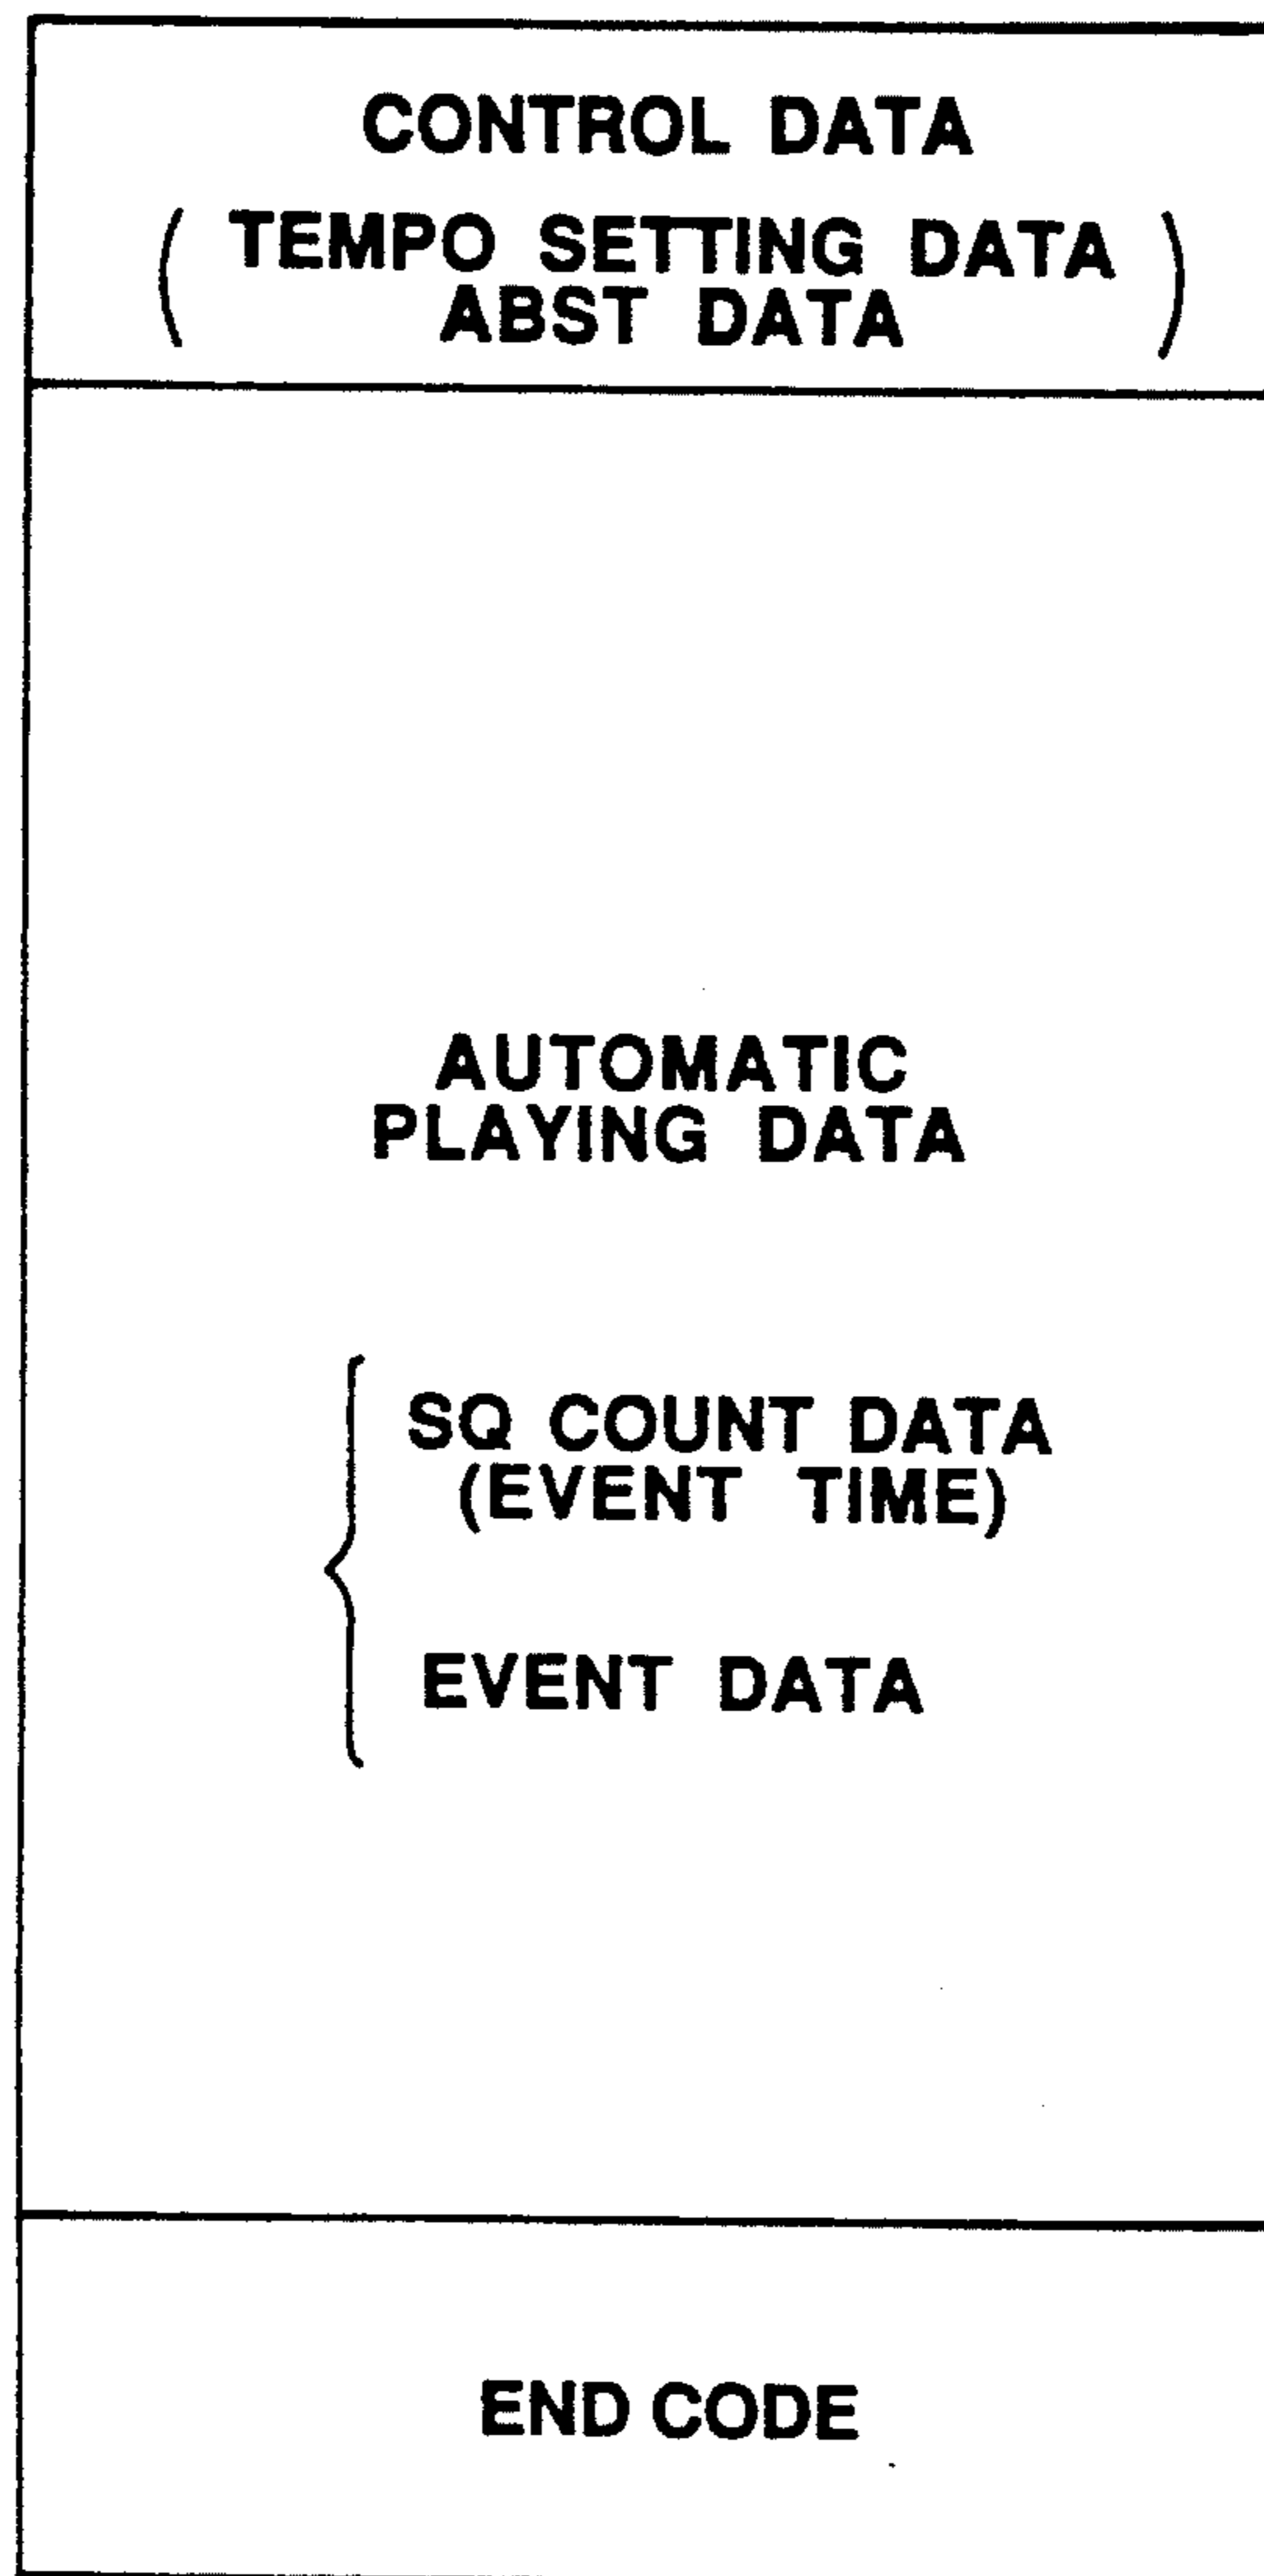 CONTROL DATA
( TEMPO SETTING DATA
ABST DATA )
AUTOMATIC
PLAYING DATA
SQ COUNT DATA
(EVENT TIME)
EVENT DATA
END CODE